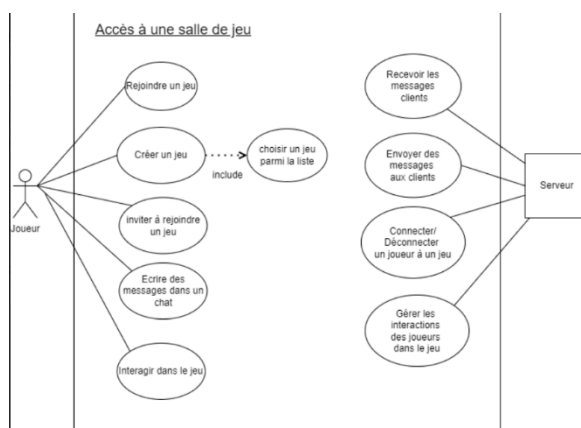 Accès à une salle de jeu
Rejoindre un jeu
Créer un jeu
include
choisir un jeu
parmi la liste
inviter à rejoindre
un jeu
Joueur
Ecrire des
messages dans un
chat
Interagir dans le jeu
Recevoir les
messages
clients
Envoyer des
messages
aux clients
Serveur
Connecter/
Déconnecter
un joueur à un jeu
Gérer les
interactions
des joueurs
dans le jeu